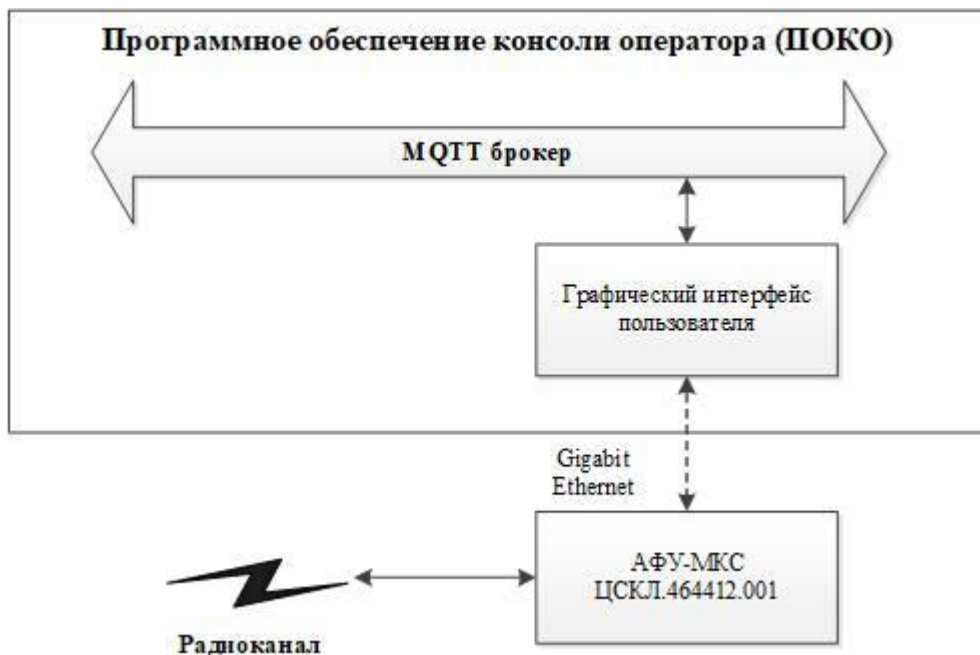 Программное обеспечение консоли оператора (ПОКО)
MQTT брокер
Графический интерфейс
пользователя
Gigabit
Ethernet
АФУ-МКС
ЦСКЛ.464412.001
Радиоканал